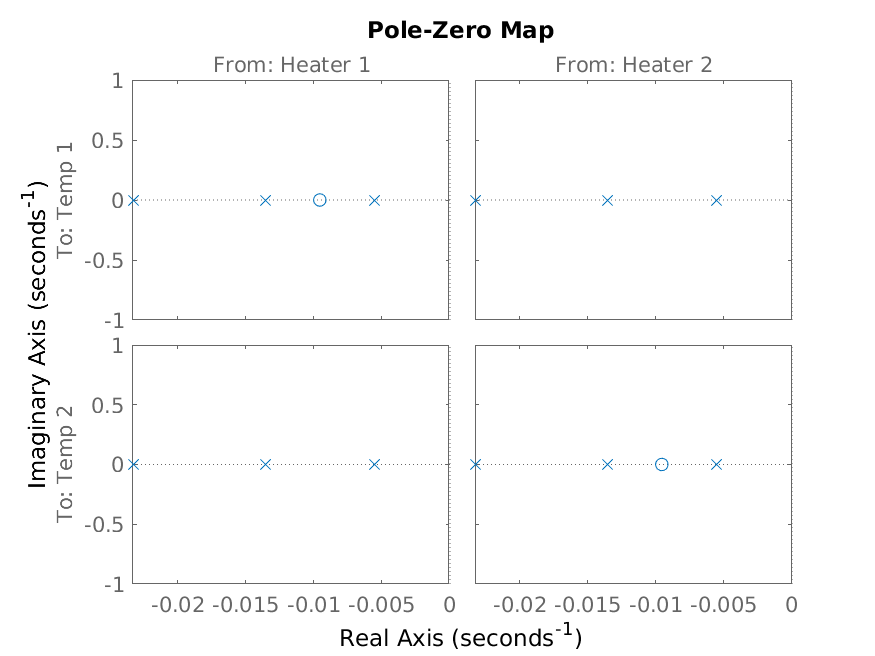 Pole-Zero Map
From: Heater 1
From: Heater 2
Imaginary Axis (seconds⁻¹)
To: Temp 1
1
0.5
0
-0.5
-1
To: Temp 2
1
0.5
0
-0.5
-1
-0.02 -0.015 -0.01 -0.005 0
-0.02 -0.015 -0.01 -0.005 0
Real Axis (seconds⁻¹)